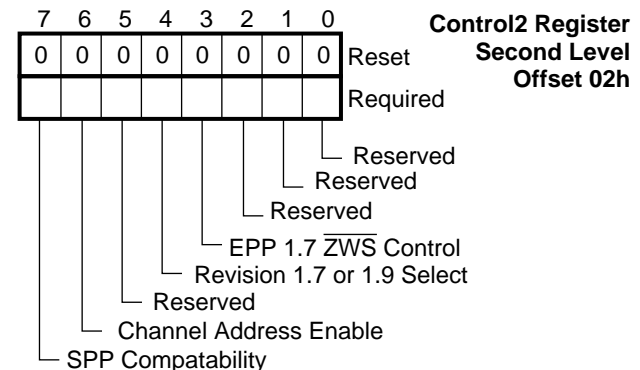 7 6 5 4 3 2 1 0
Control2 Register
Second Level
Offset 02h
0 0 0 0 0 0 0 0 Reset
Required
Reserved
Reserved
Reserved
EPP 1.7 ZWS Control
Revision 1.7 or 1.9 Select
Reserved
Channel Address Enable
SPP Compatability